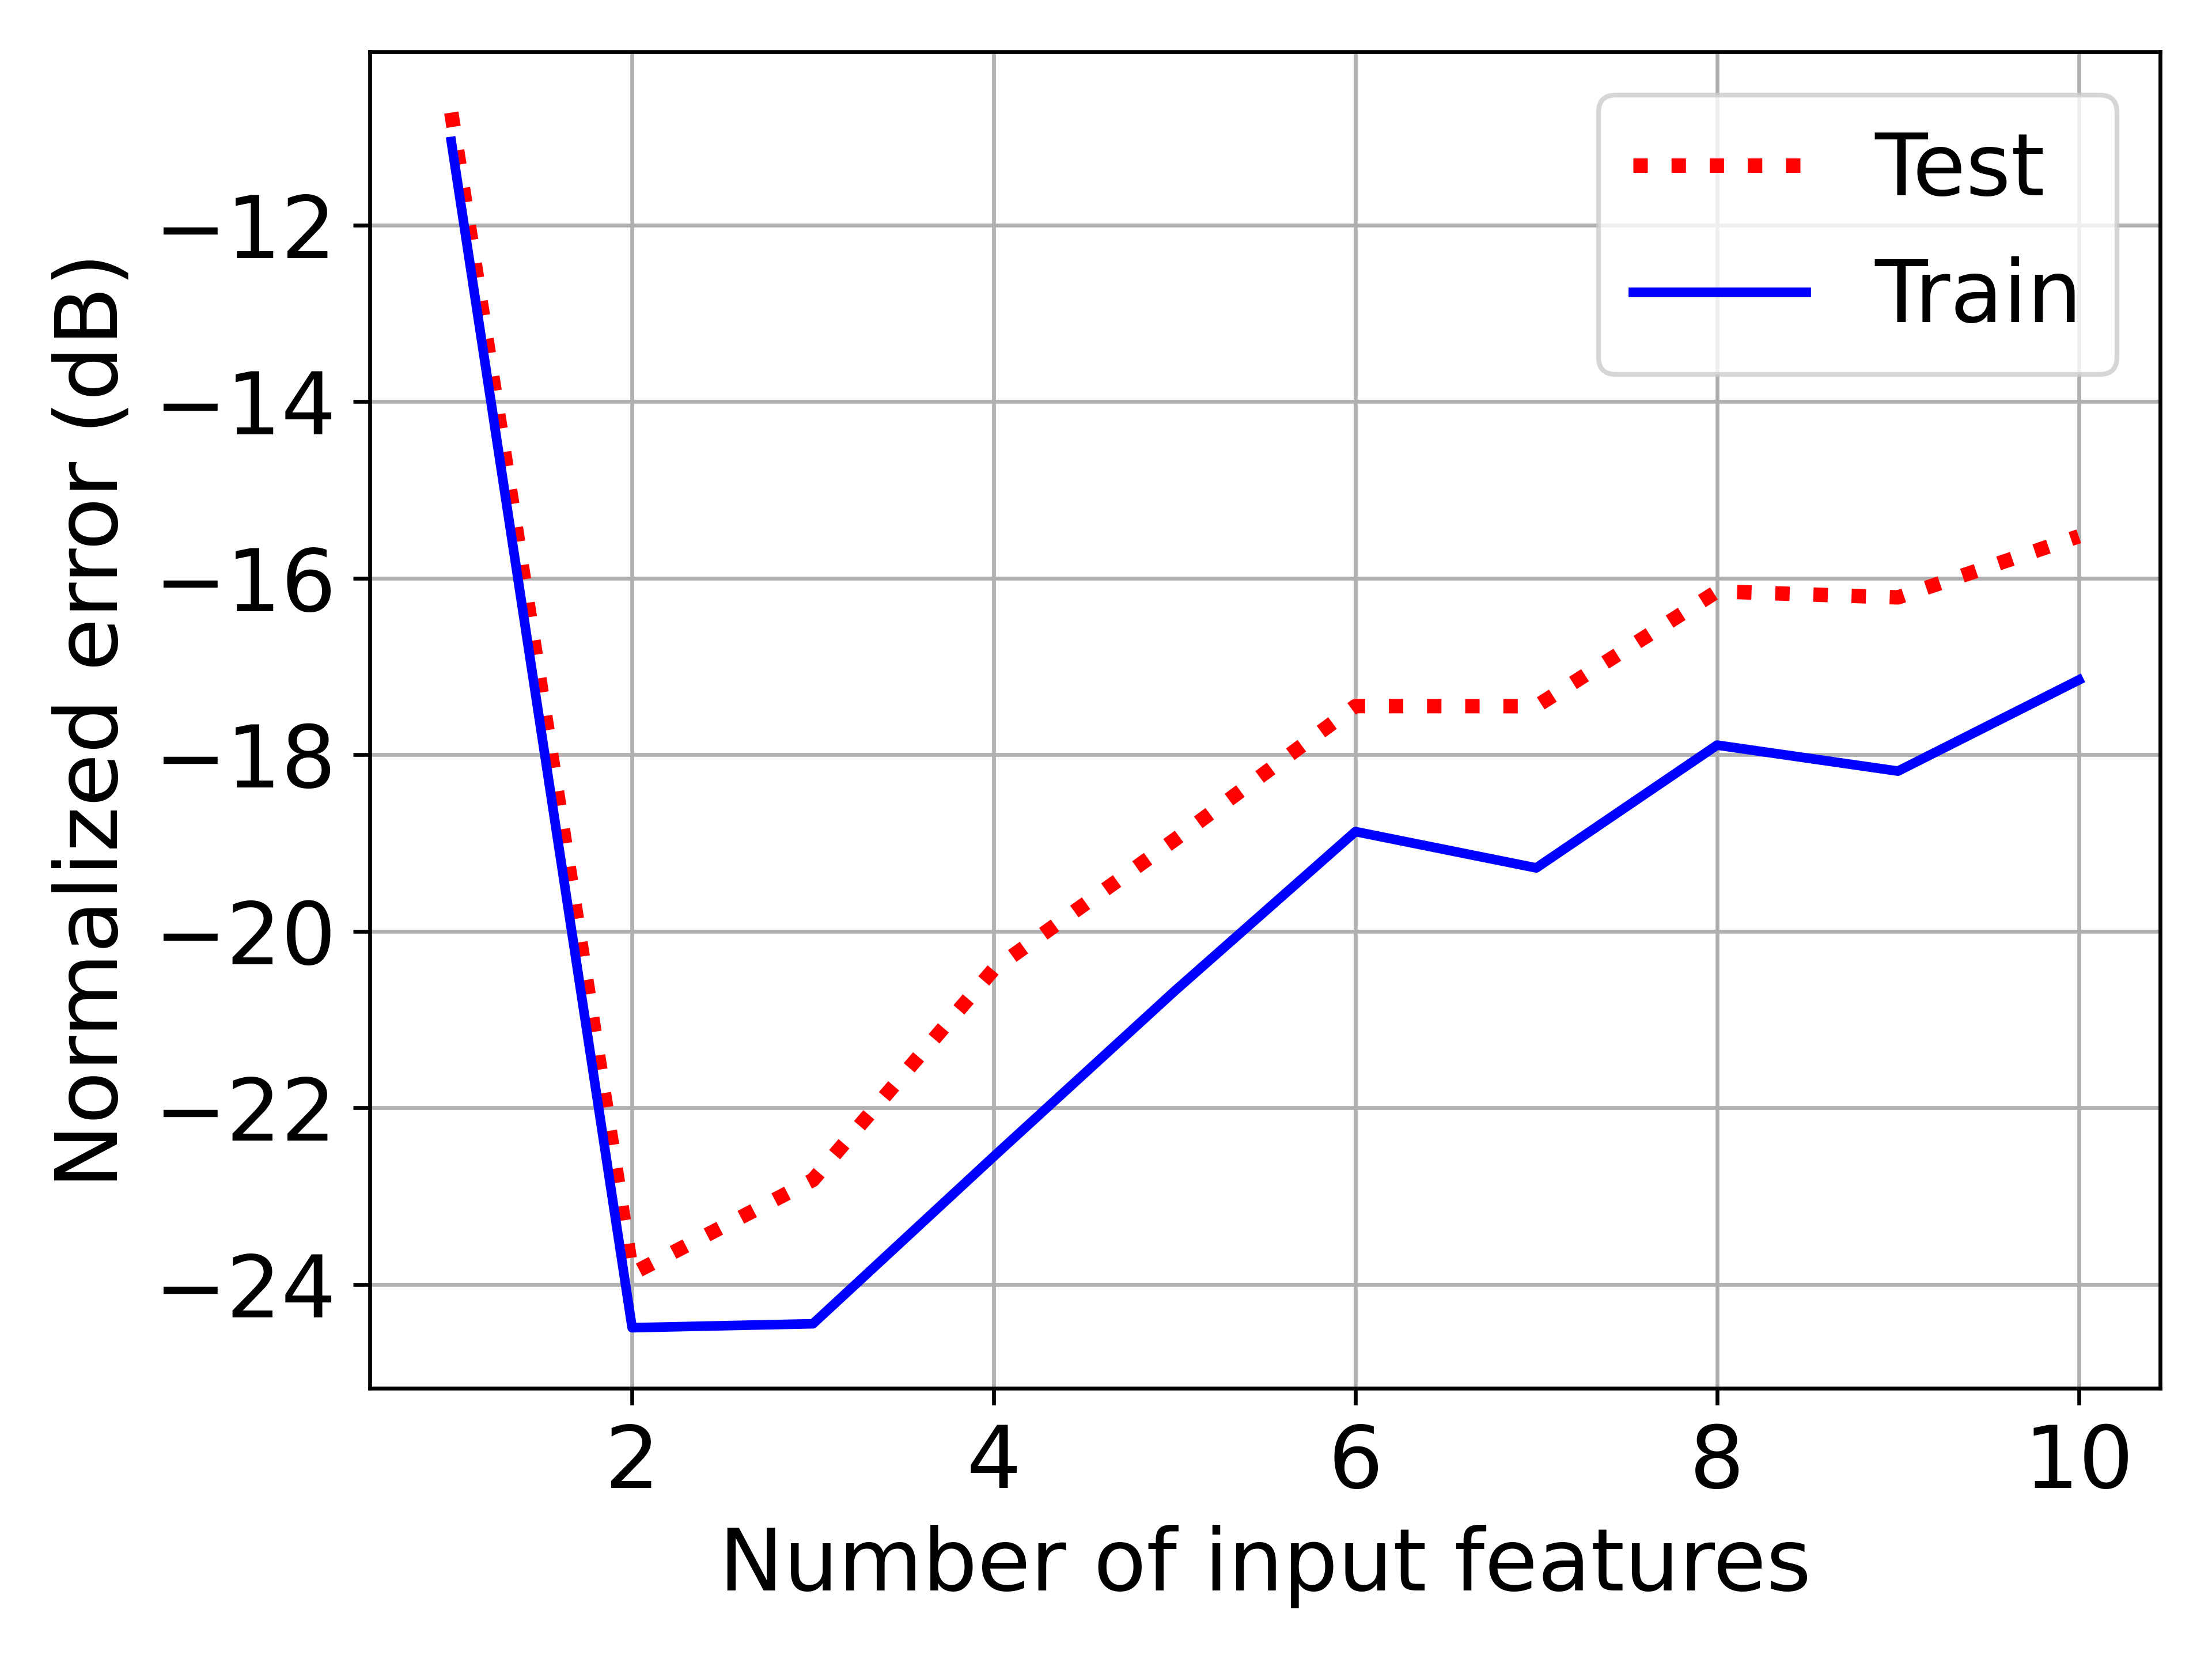 Test
Train
−12
−14
−16
−18
−20
−22
−24
Normalized error (dB)
2 4 6 8 10
Number of input features